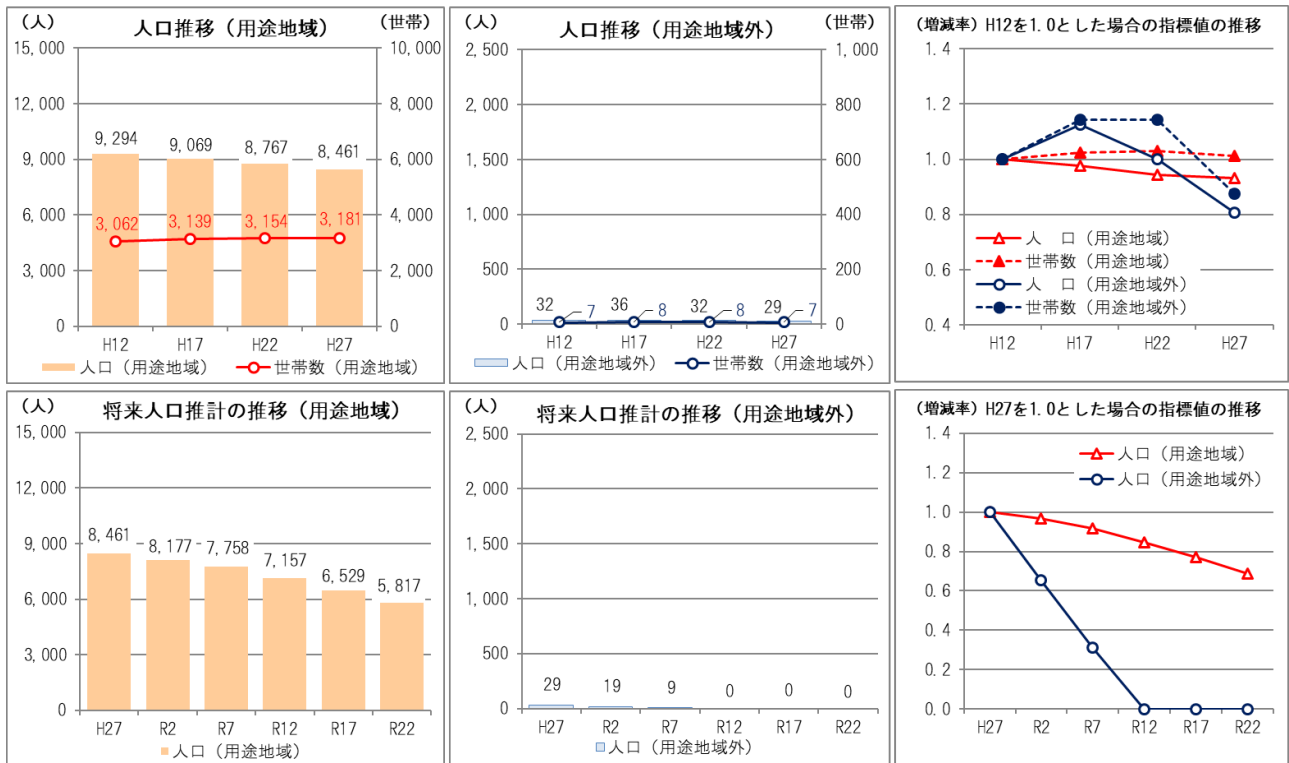 (人) 人口推移（用途地域） (世帯)
15,000 10,000
12,000 8,000
9,294 9,069 8,767 8,461
9,000 6,000
3,062 3,139 3,154 3,181
6,000 4,000
3,000 2,000
0 0
H12 H17 H22 H27
人口（用途地域） 世帯数（用途地域）
(人) 人口推移（用途地域外） (世帯)
2,500 1,000
2,000 800
1,500 600
1,000 400
500 200
32 7 36 8 32 8 29 7
0 0
H12 H17 H22 H27
人口（用途地域外） 世帯数（用途地域外）
(増減率) H12を1.0とした場合の指標値の推移
1.4
1.2
1.0
0.8
人　口（用途地域）
世帯数（用途地域）
0.6
人　口（用途地域外）
世帯数（用途地域外）
0.4
H12 H17 H22 H27
(人) 将来人口推計の推移（用途地域）
15,000
12,000
9,000
8,461 8,177 7,758 7,157 6,529 5,817
6,000
3,000
0
H27 R2 R7 R12 R17 R22
人口（用途地域）
(人) 将来人口推計の推移（用途地域外）
2,500
2,000
1,500
1,000
500
29 19 9 0 0 0
0
H27 R2 R7 R12 R17 R22
人口（用途地域外）
(増減率) H27を1.0とした場合の指標値の推移
1.4
人口（用途地域）
1.2
人口（用途地域外）
1.0
0.8
0.6
0.4
0.2
0.0
H27 R2 R7 R12 R17 R22